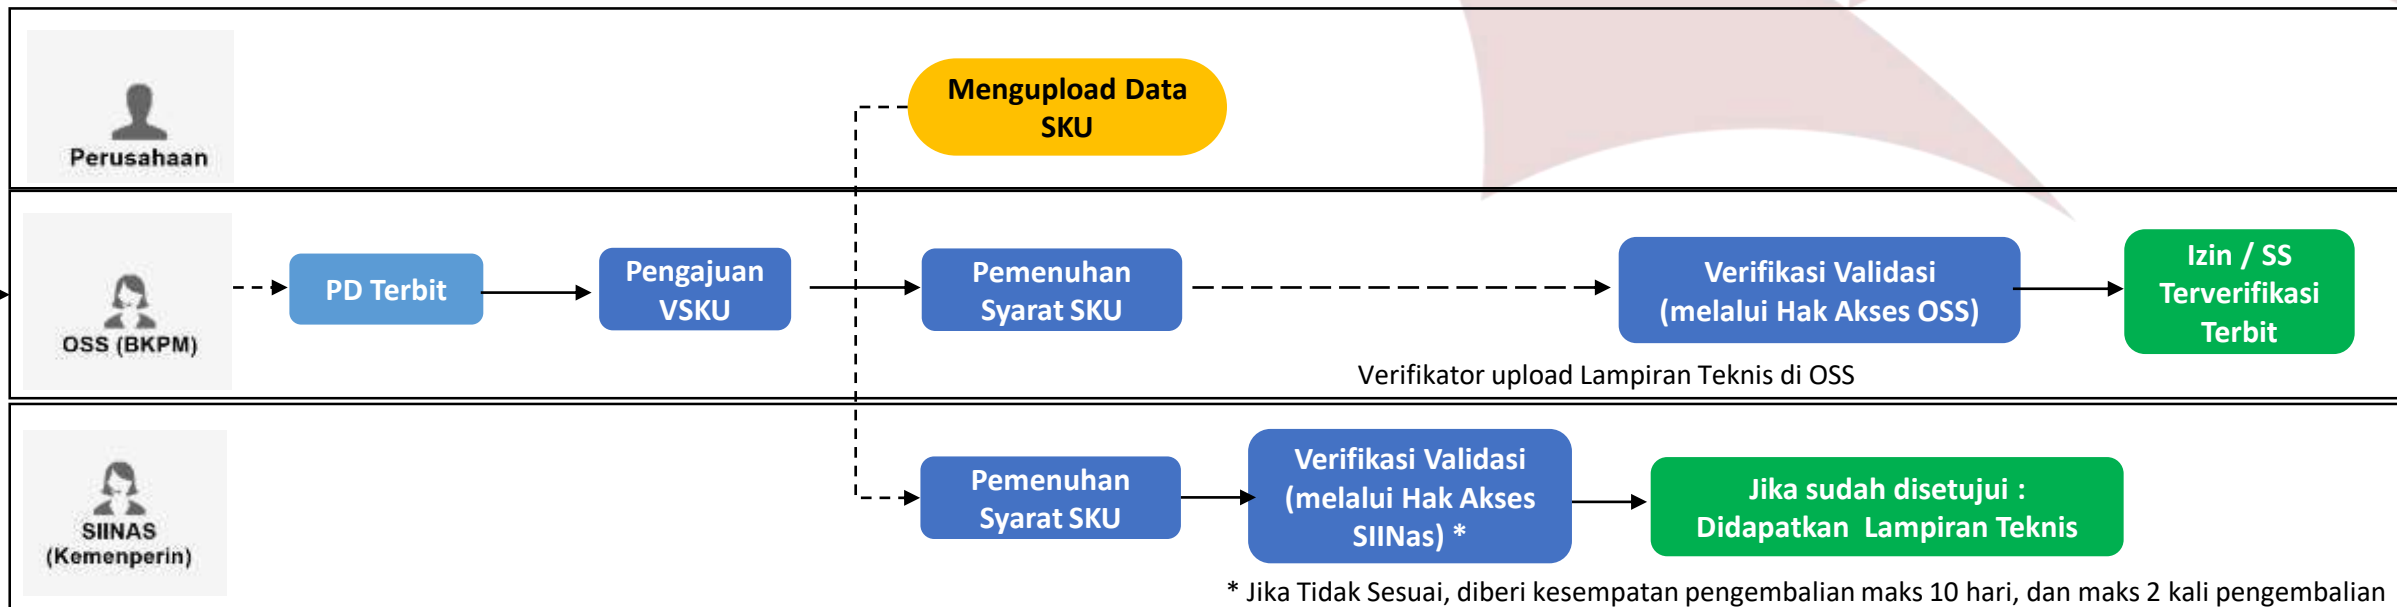 Perusahaan
Mengupload Data
SKU
OSS (BKPM)
PD Terbit
Pengajuan
VSKU
Pemenuhan
Syarat SKU
Verifikasi Validasi
(melalui Hak Akses OSS)
Izin / SS
Terverifikasi
Terbit
Verifikator upload Lampiran Teknis di OSS
SIINAS
(Kemenperin)
Pemenuhan
Syarat SKU
Verifikasi Validasi
(melalui Hak Akses
SIINas) *
Jika sudah disetujui :
Didapatkan Lampiran Teknis
* Jika Tidak Sesuai, diberi kesempatan pengembalian maks 10 hari, dan maks 2 kali pengembalian